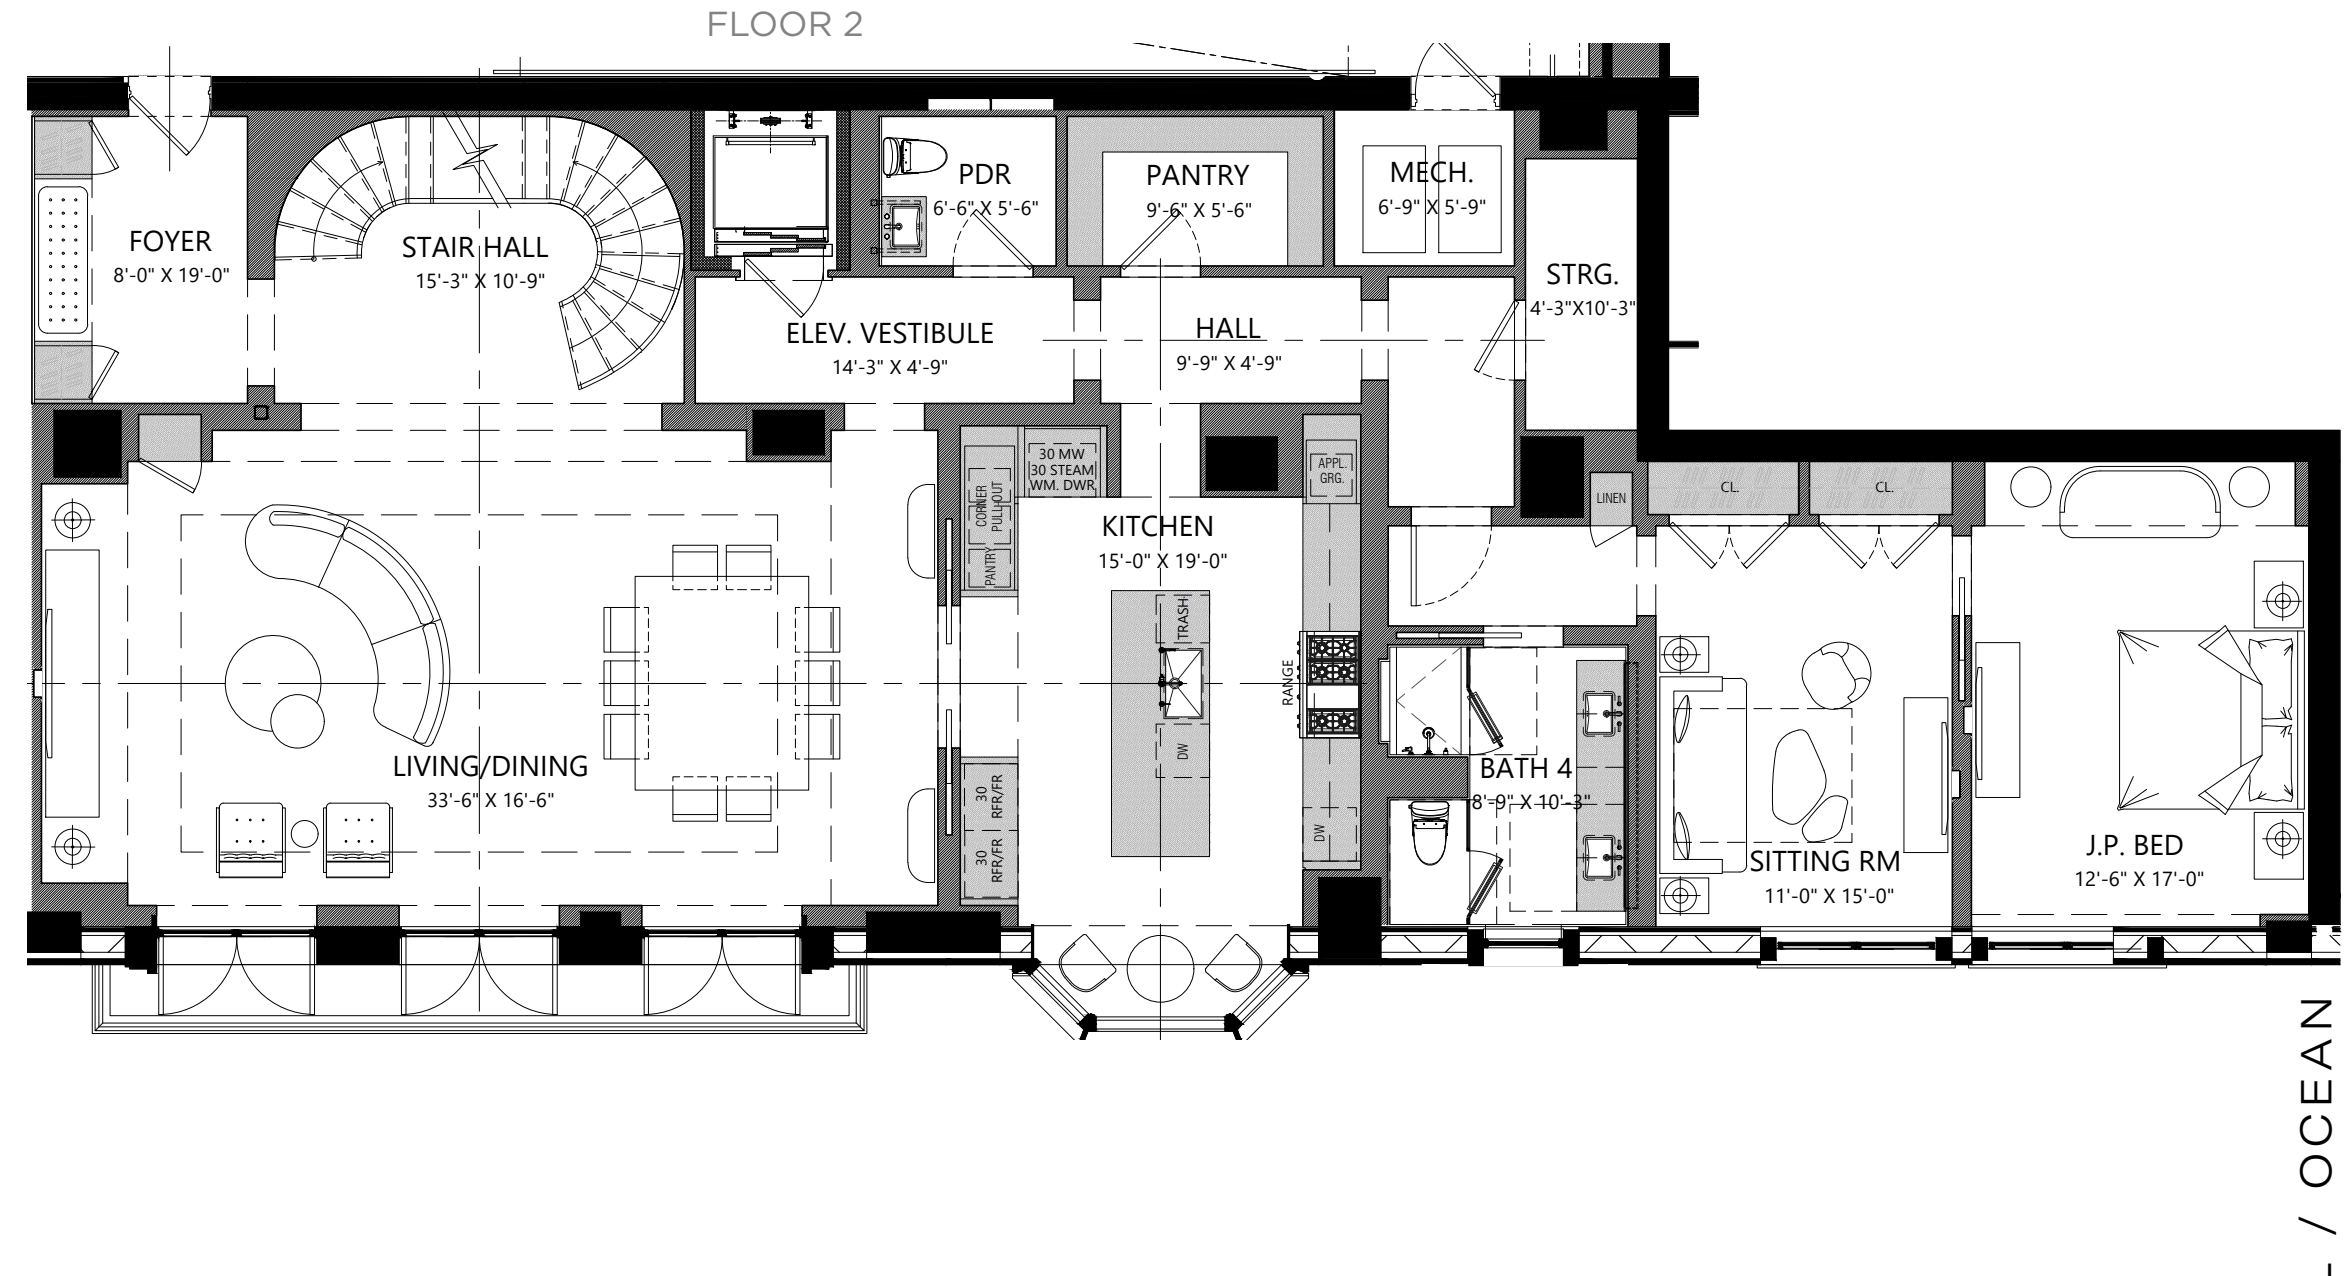 FLOOR 2
FOYER
8'-0" X 19'-0"
STAIR HALL
15'-3" X 10'-9"
PDR
6'-6" X 5'-6"
PANTRY
9'-6" X 5'-6"
MECH.
6'-9" X 5'-9"
STRG.
4'-3"X10'-3"
ELEV. VESTIBULE
14'-3" X 4'-9"
HALL
9'-9" X 4'-9"
30 MW
30 STEAM
WM. DWR
CORNER
PULL-OUT
PANTRY
APPL.
GRG.
LINEN
CL.
CL.
KITCHEN
15'-0" X 19'-0"
TRASH
RANGE
DW
DW
30
RFR/FR
30
RFR/FR
LIVING/DINING
33'-6" X 16'-6"
BATH 4
8'-9" X 10'-3"
SITTING RM
11'-0" X 15'-0"
J.P. BED
12'-6" X 17'-0"
/ OCEAN